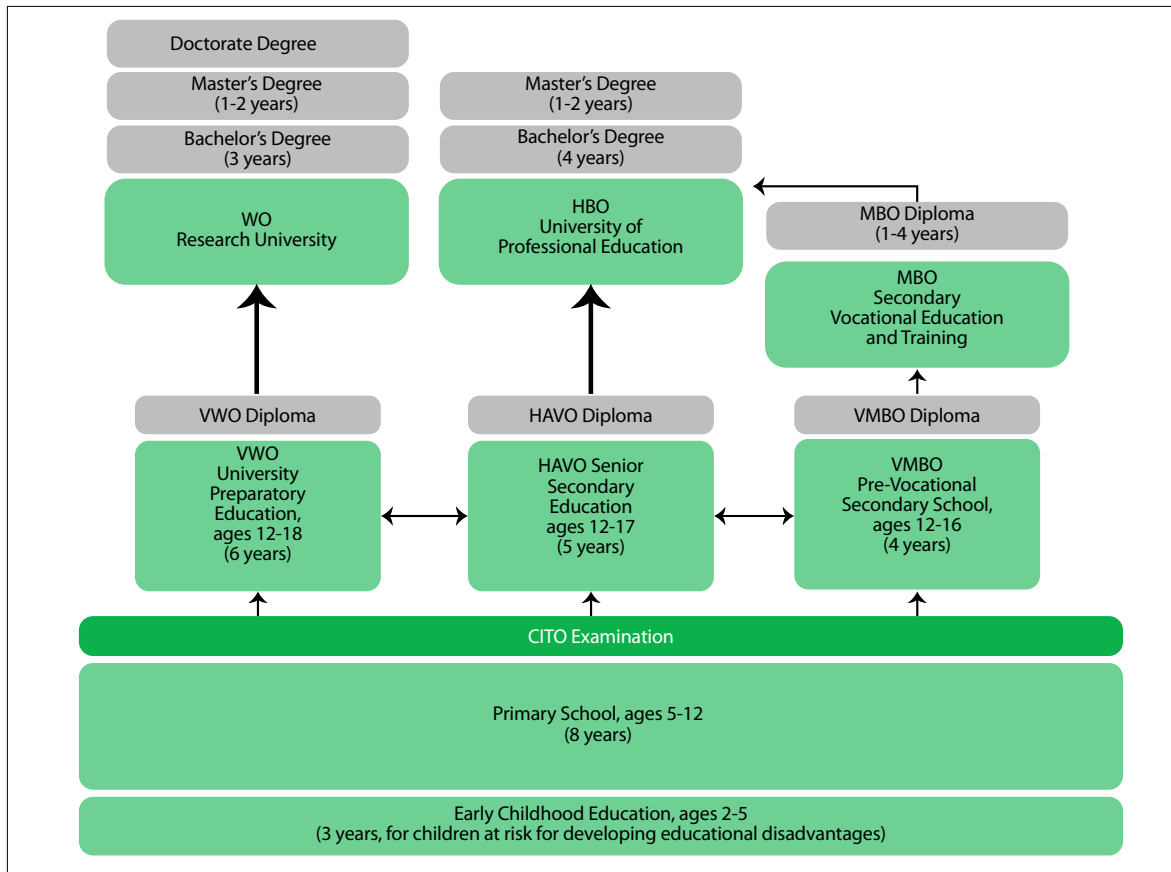 Doctorate Degree
Master’s Degree
(1-2 years)
Bachelor’s Degree
(3 years)
WO
Research University
Master’s Degree
(1-2 years)
Bachelor’s Degree
(4 years)
HBO
University of
Professional Education
MBO Diploma
(1-4 years)
MBO
Secondary
Vocational Education
and Training
VWO Diploma
VWO
University
Preparatory
Education,
ages 12-18
(6 years)
HAVO Diploma
HAVO Senior
Secondary
Education
ages 12-17
(5 years)
VMBO Diploma
VMBO
Pre-Vocational
Secondary School,
ages 12-16
(4 years)
CITO Examination
Primary School, ages 5-12
(8 years)
Early Childhood Education, ages 2-5
(3 years, for children at risk for developing educational disadvantages)